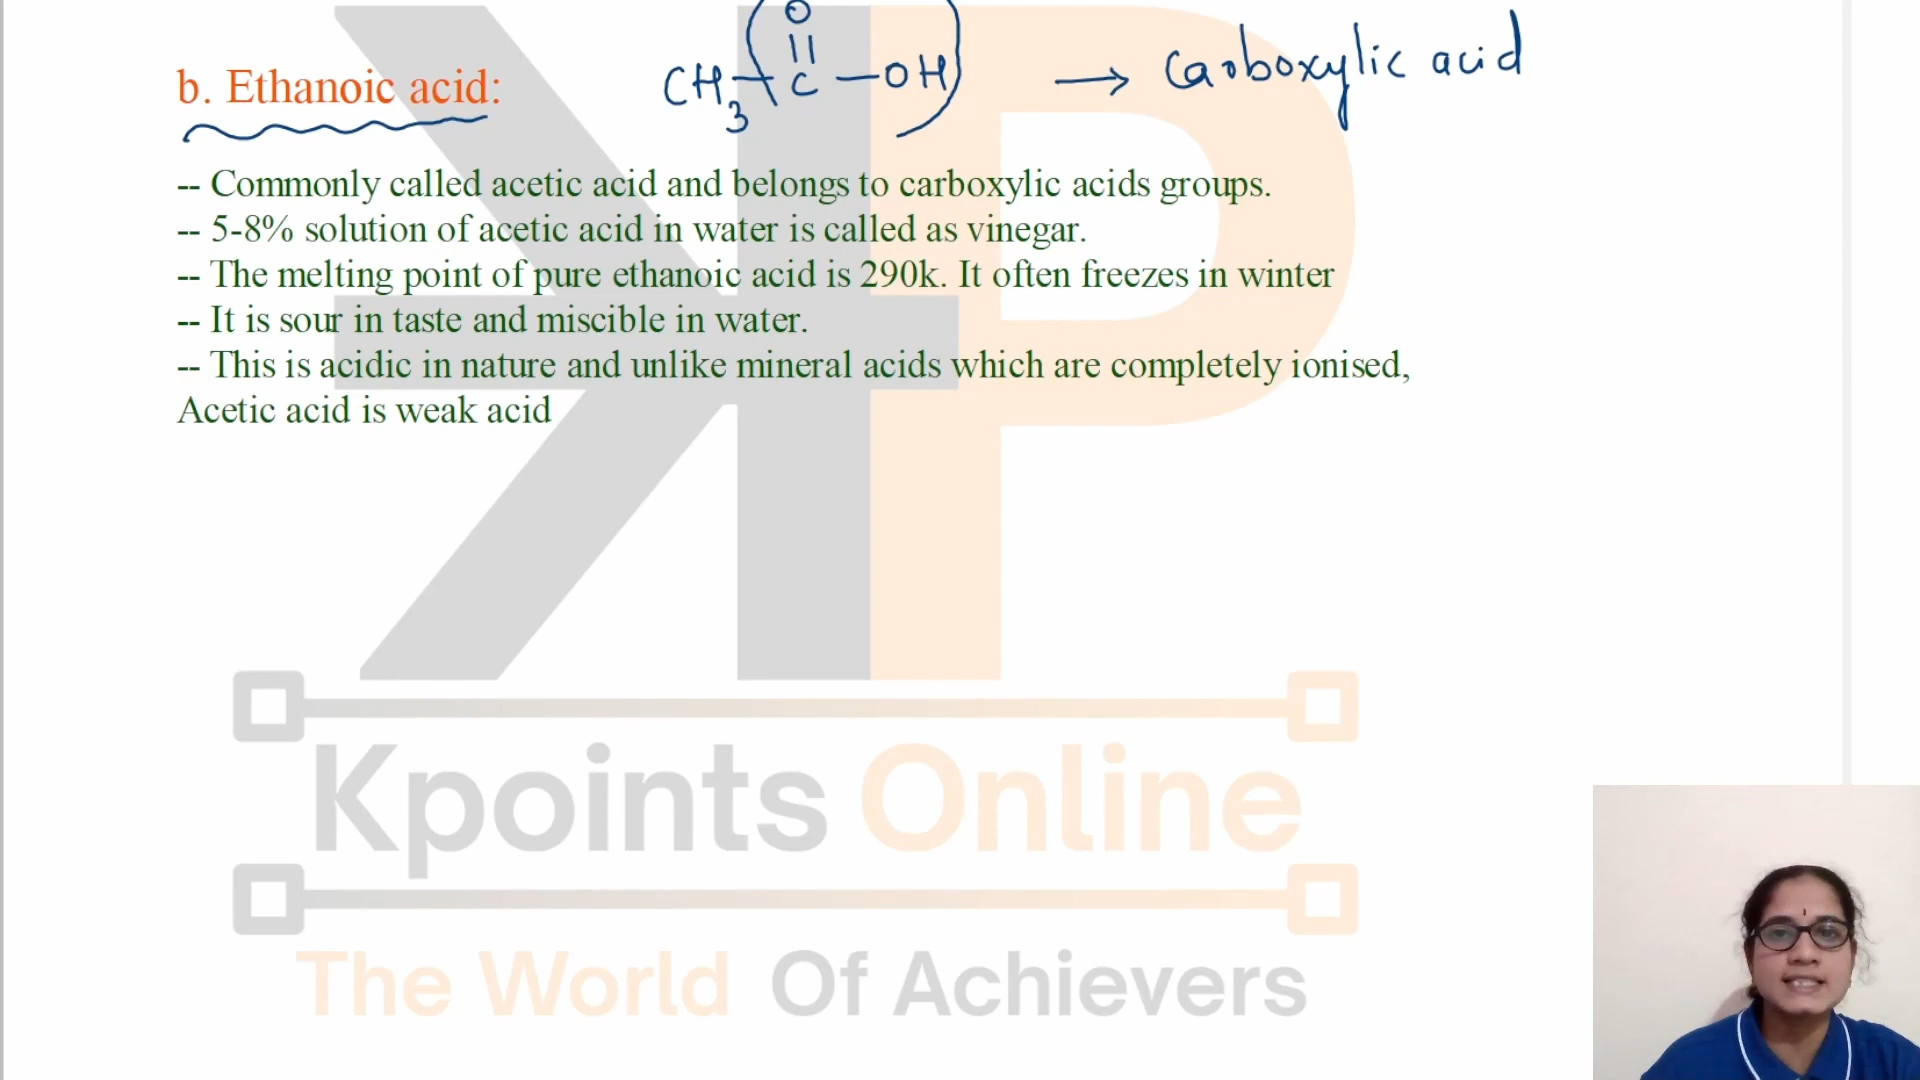 O
b. Ethanoic acid: CH3-C-OH → Carboxylic acid
-- Commonly called acetic acid and belongs to carboxylic acids groups.
-- 5-8% solution of acetic acid in water is called as vinegar.
-- The melting point of pure ethanoic acid is 290k. It often freezes in winter
-- It is sour in taste and miscible in water.
-- This is acidic in nature and unlike mineral acids which are completely ionised,
Acetic acid is weak acid
KP
Kpoints Online
The World Of Achievers